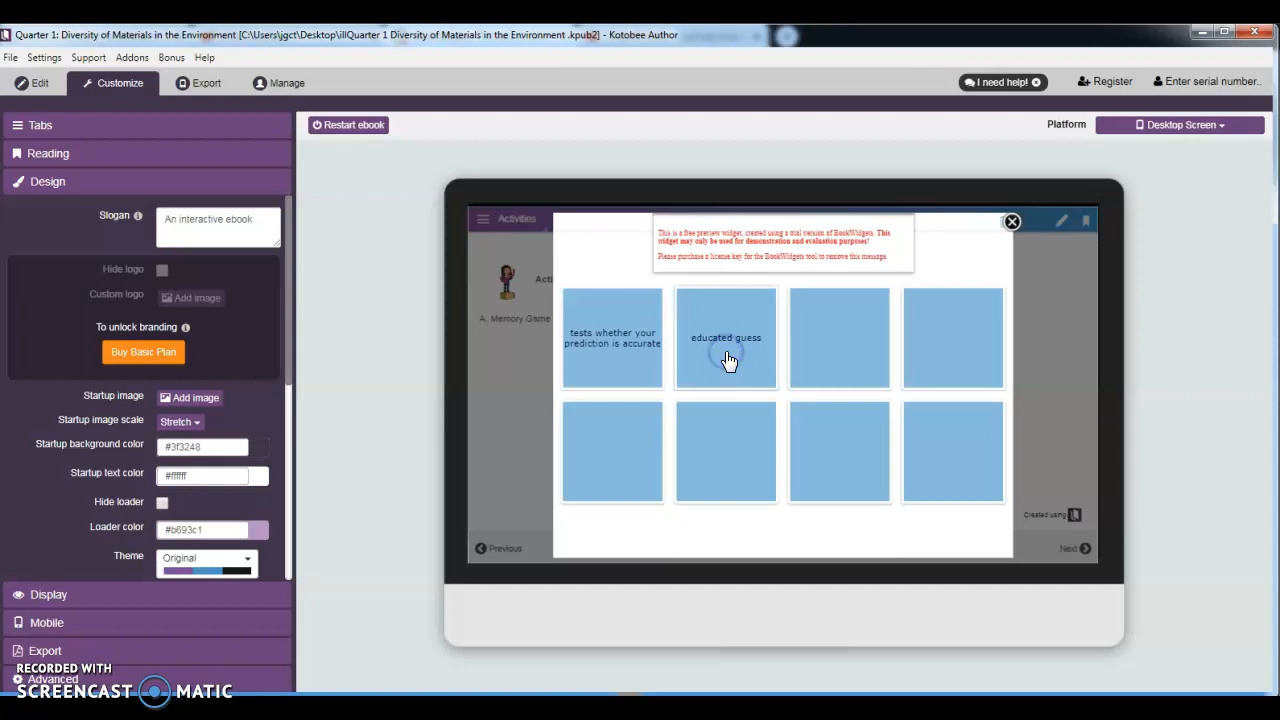 Quarter 1: Diversity of Materials in the Environment [C:\Users\jgct\Desktop\illQuarter 1 Diversity of Materials in the Environment .kpub2] - Kotobee Author
File Settings Support Addons Bonus Help
Edit Customize Export Manage I need help! Register Enter serial number..
Tabs
Restart ebook Platform Desktop Screen
Reading
Design
Slogan An interactive ebook
Hide logo
Custom logo Add image
To unlock branding
Buy Basic Plan
Startup image Add image
Startup image scale Stretch
Startup background color #3f3248
Startup text color #ffffff
Hide loader
Loader color #b693c1
Theme Original
Display
Mobile
Export
Advanced
RECORDED WITH
SCREENCAST MATIC
Activities
This is a free preview widget, created using a trial version of BookWidgets. This
widget may only be used for demonstration and evaluation purposes!
Please purchase a license key for the BookWidgets tool to remove this message.
Acti
A. Memory Game
tests whether your
prediction is accurate
educated guess
Created using
Previous Next